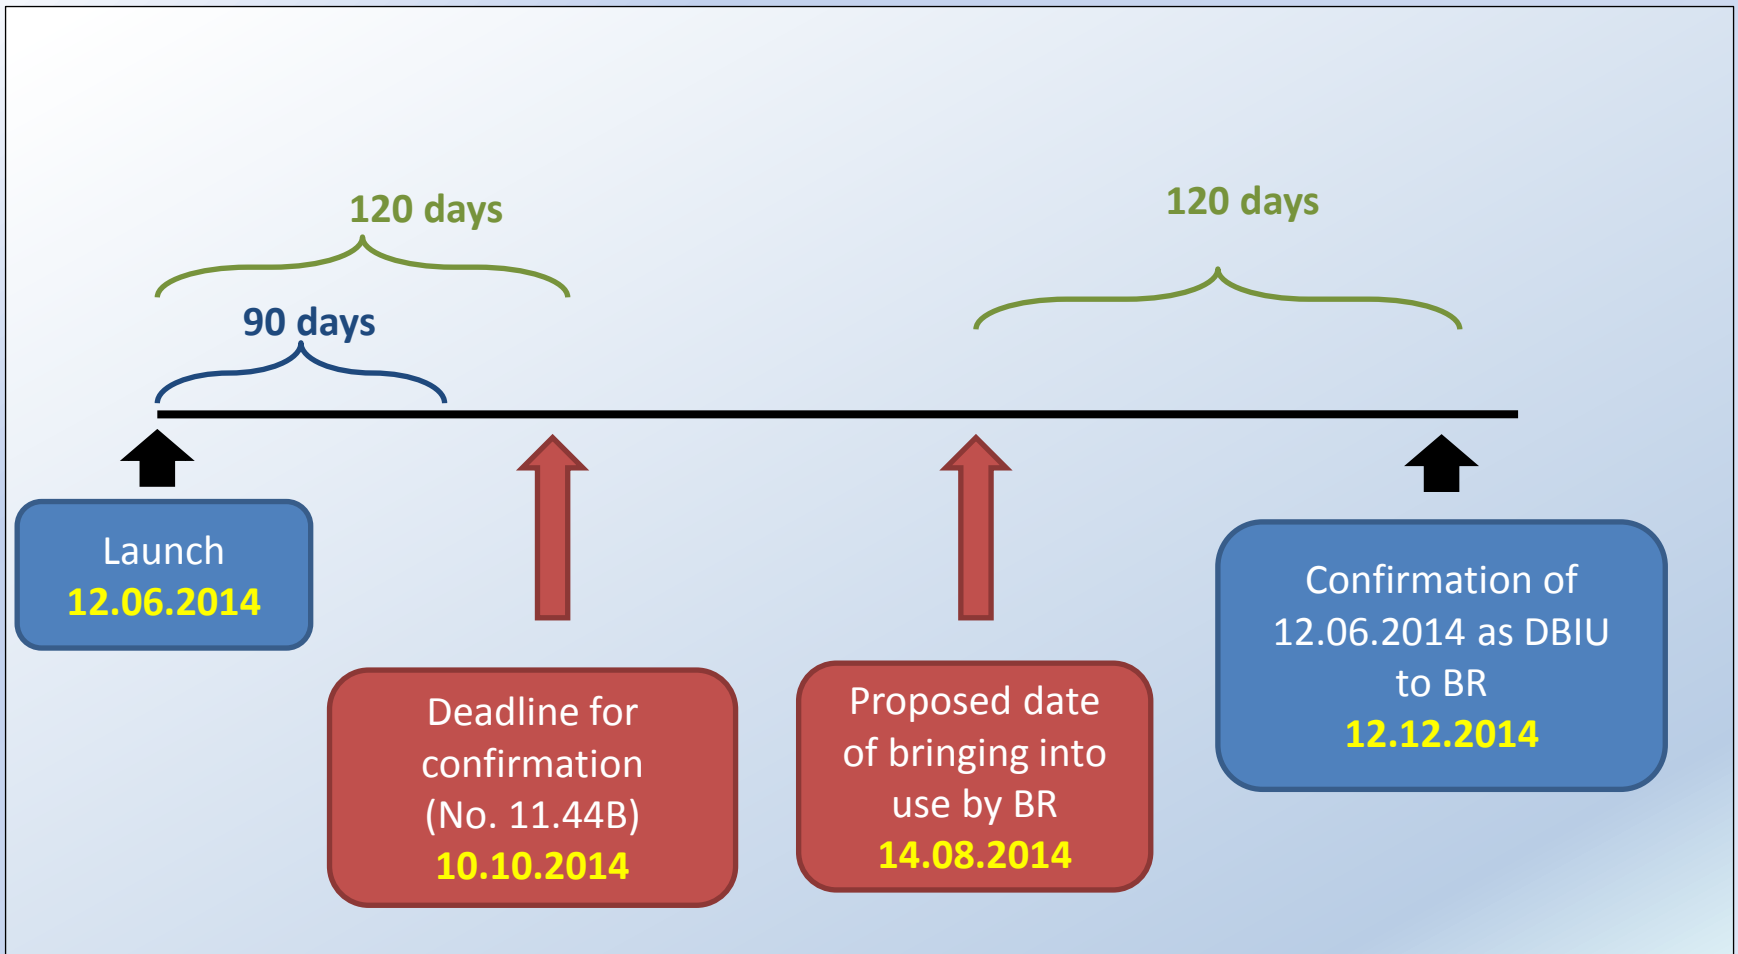 120 days
120 days
90 days
Launch
12.06.2014
Deadline for
confirmation
(No. 11.44B)
10.10.2014
Proposed date
of bringing into
use by BR
14.08.2014
Confirmation of
12.06.2014 as DBIU
to BR
12.12.2014